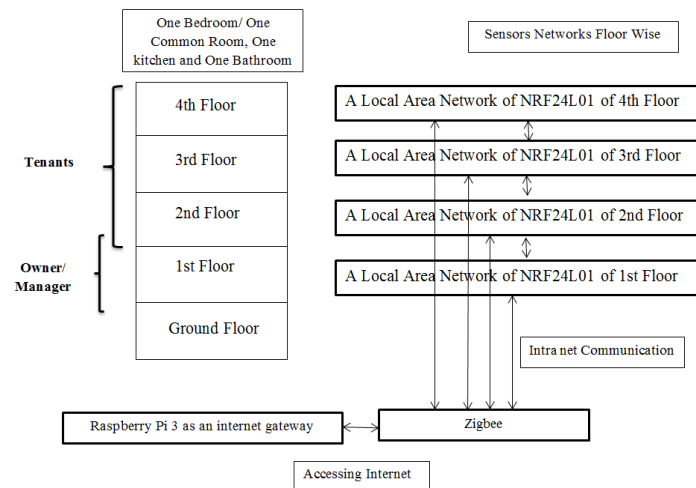 One Bedroom/ One
Common Room, One
kitchen and One Bathroom
Sensors Networks Floor Wise
4th Floor
3rd Floor
2nd Floor
1st Floor
Ground Floor
Tenants
Owner/
Manager
A Local Area Network of NRF24L01 of 4th Floor
A Local Area Network of NRF24L01 of 3rd Floor
A Local Area Network of NRF24L01 of 2nd Floor
A Local Area Network of NRF24L01 of 1st Floor
Intra net Communication
Raspberry Pi 3 as an internet gateway
Zigbee
Accessing Internet